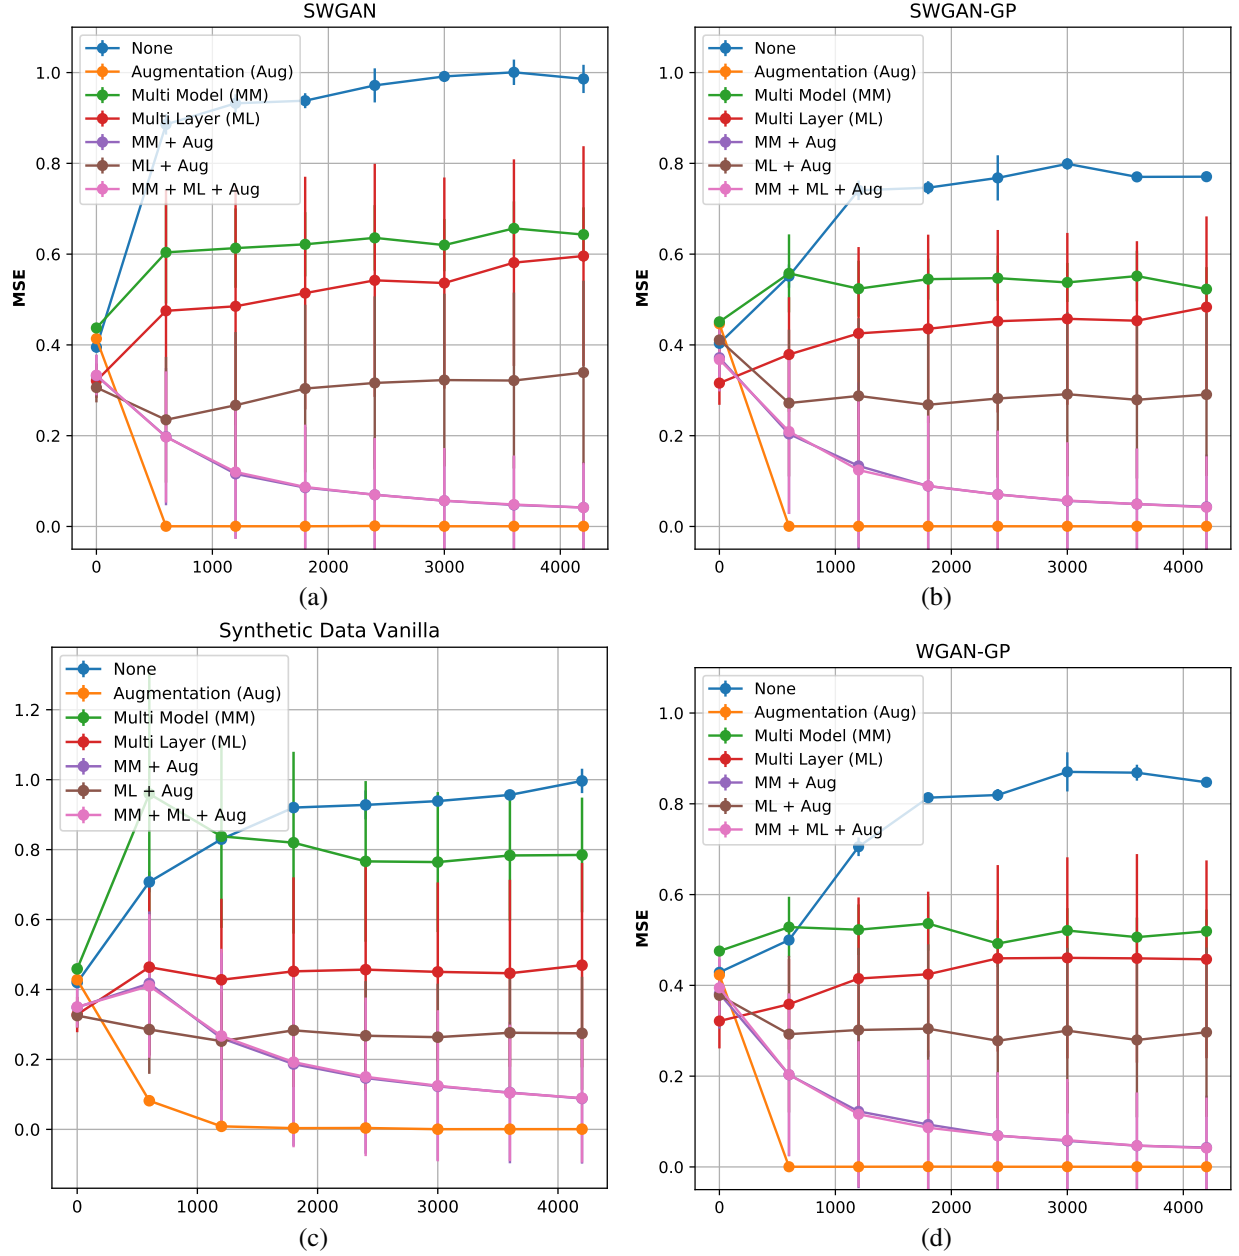 SWGAN
None
Augmentation (Aug)
Multi Model (MM)
Multi Layer (ML)
MM + Aug
ML + Aug
MM + ML + Aug
MSE
1.0
0.8
0.6
0.4
0.2
0.0
0 1000 2000 3000 4000
(a)
SWGAN-GP
None
Augmentation (Aug)
Multi Model (MM)
Multi Layer (ML)
MM + Aug
ML + Aug
MM + ML + Aug
MSE
1.0
0.8
0.6
0.4
0.2
0.0
0 1000 2000 3000 4000
(b)
Synthetic Data Vanilla
None
Augmentation (Aug)
Multi Model (MM)
Multi Layer (ML)
MM + Aug
ML + Aug
MM + ML + Aug
1.2
1.0
0.8
0.6
0.4
0.2
0.0
0 1000 2000 3000 4000
(c)
WGAN-GP
None
Augmentation (Aug)
Multi Model (MM)
Multi Layer (ML)
MM + Aug
ML + Aug
MM + ML + Aug
MSE
1.0
0.8
0.6
0.4
0.2
0.0
0 1000 2000 3000 4000
(d)